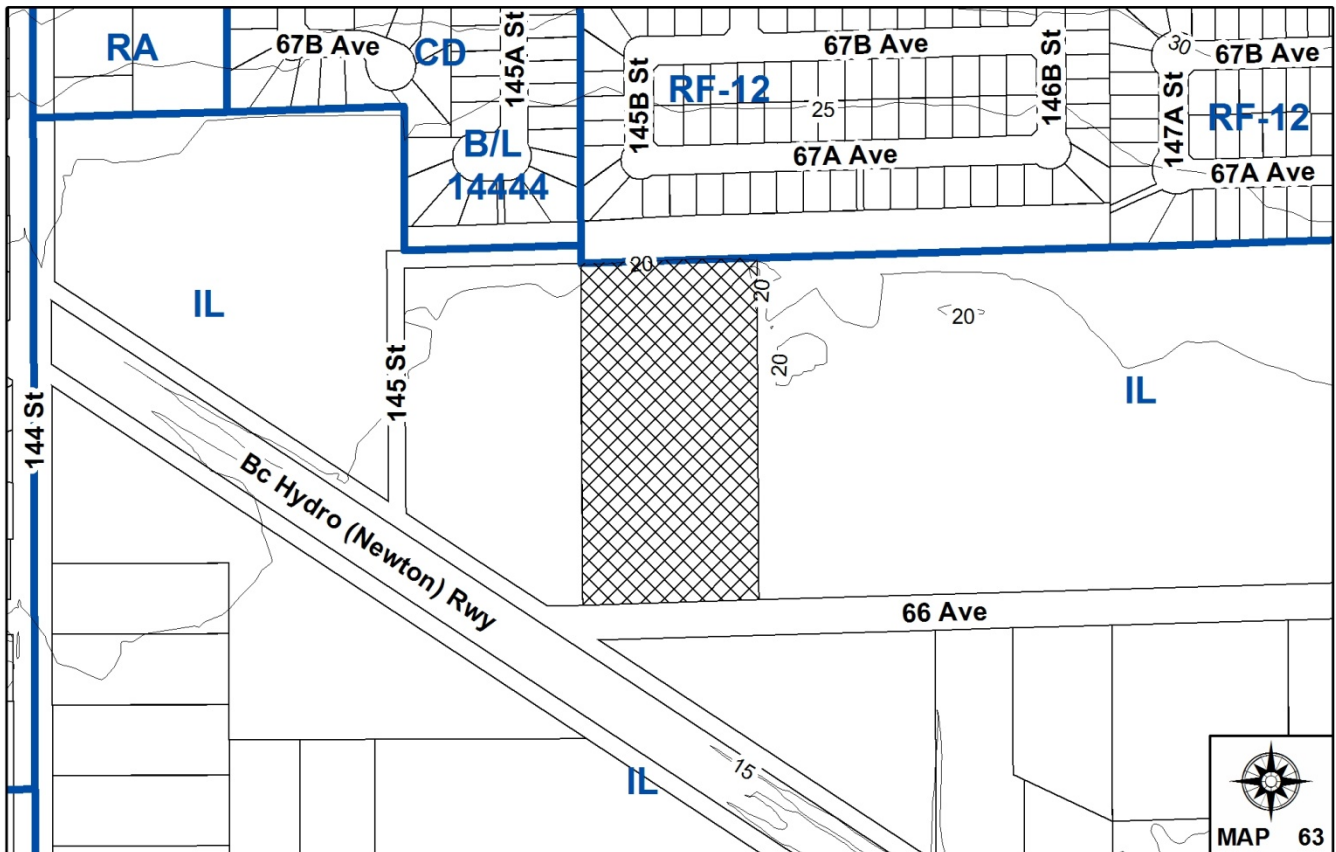 RA
67B Ave
CD
145A St
67B Ave
146B St
30
67B Ave
145B St
RF-12
25
147A St
RF-12
B/L
14444
67A Ave
67A Ave
20
20
IL
20
20
145 St
IL
144 St
Bc Hydro (Newton) Rwy
66 Ave
15
IL
MAP 63